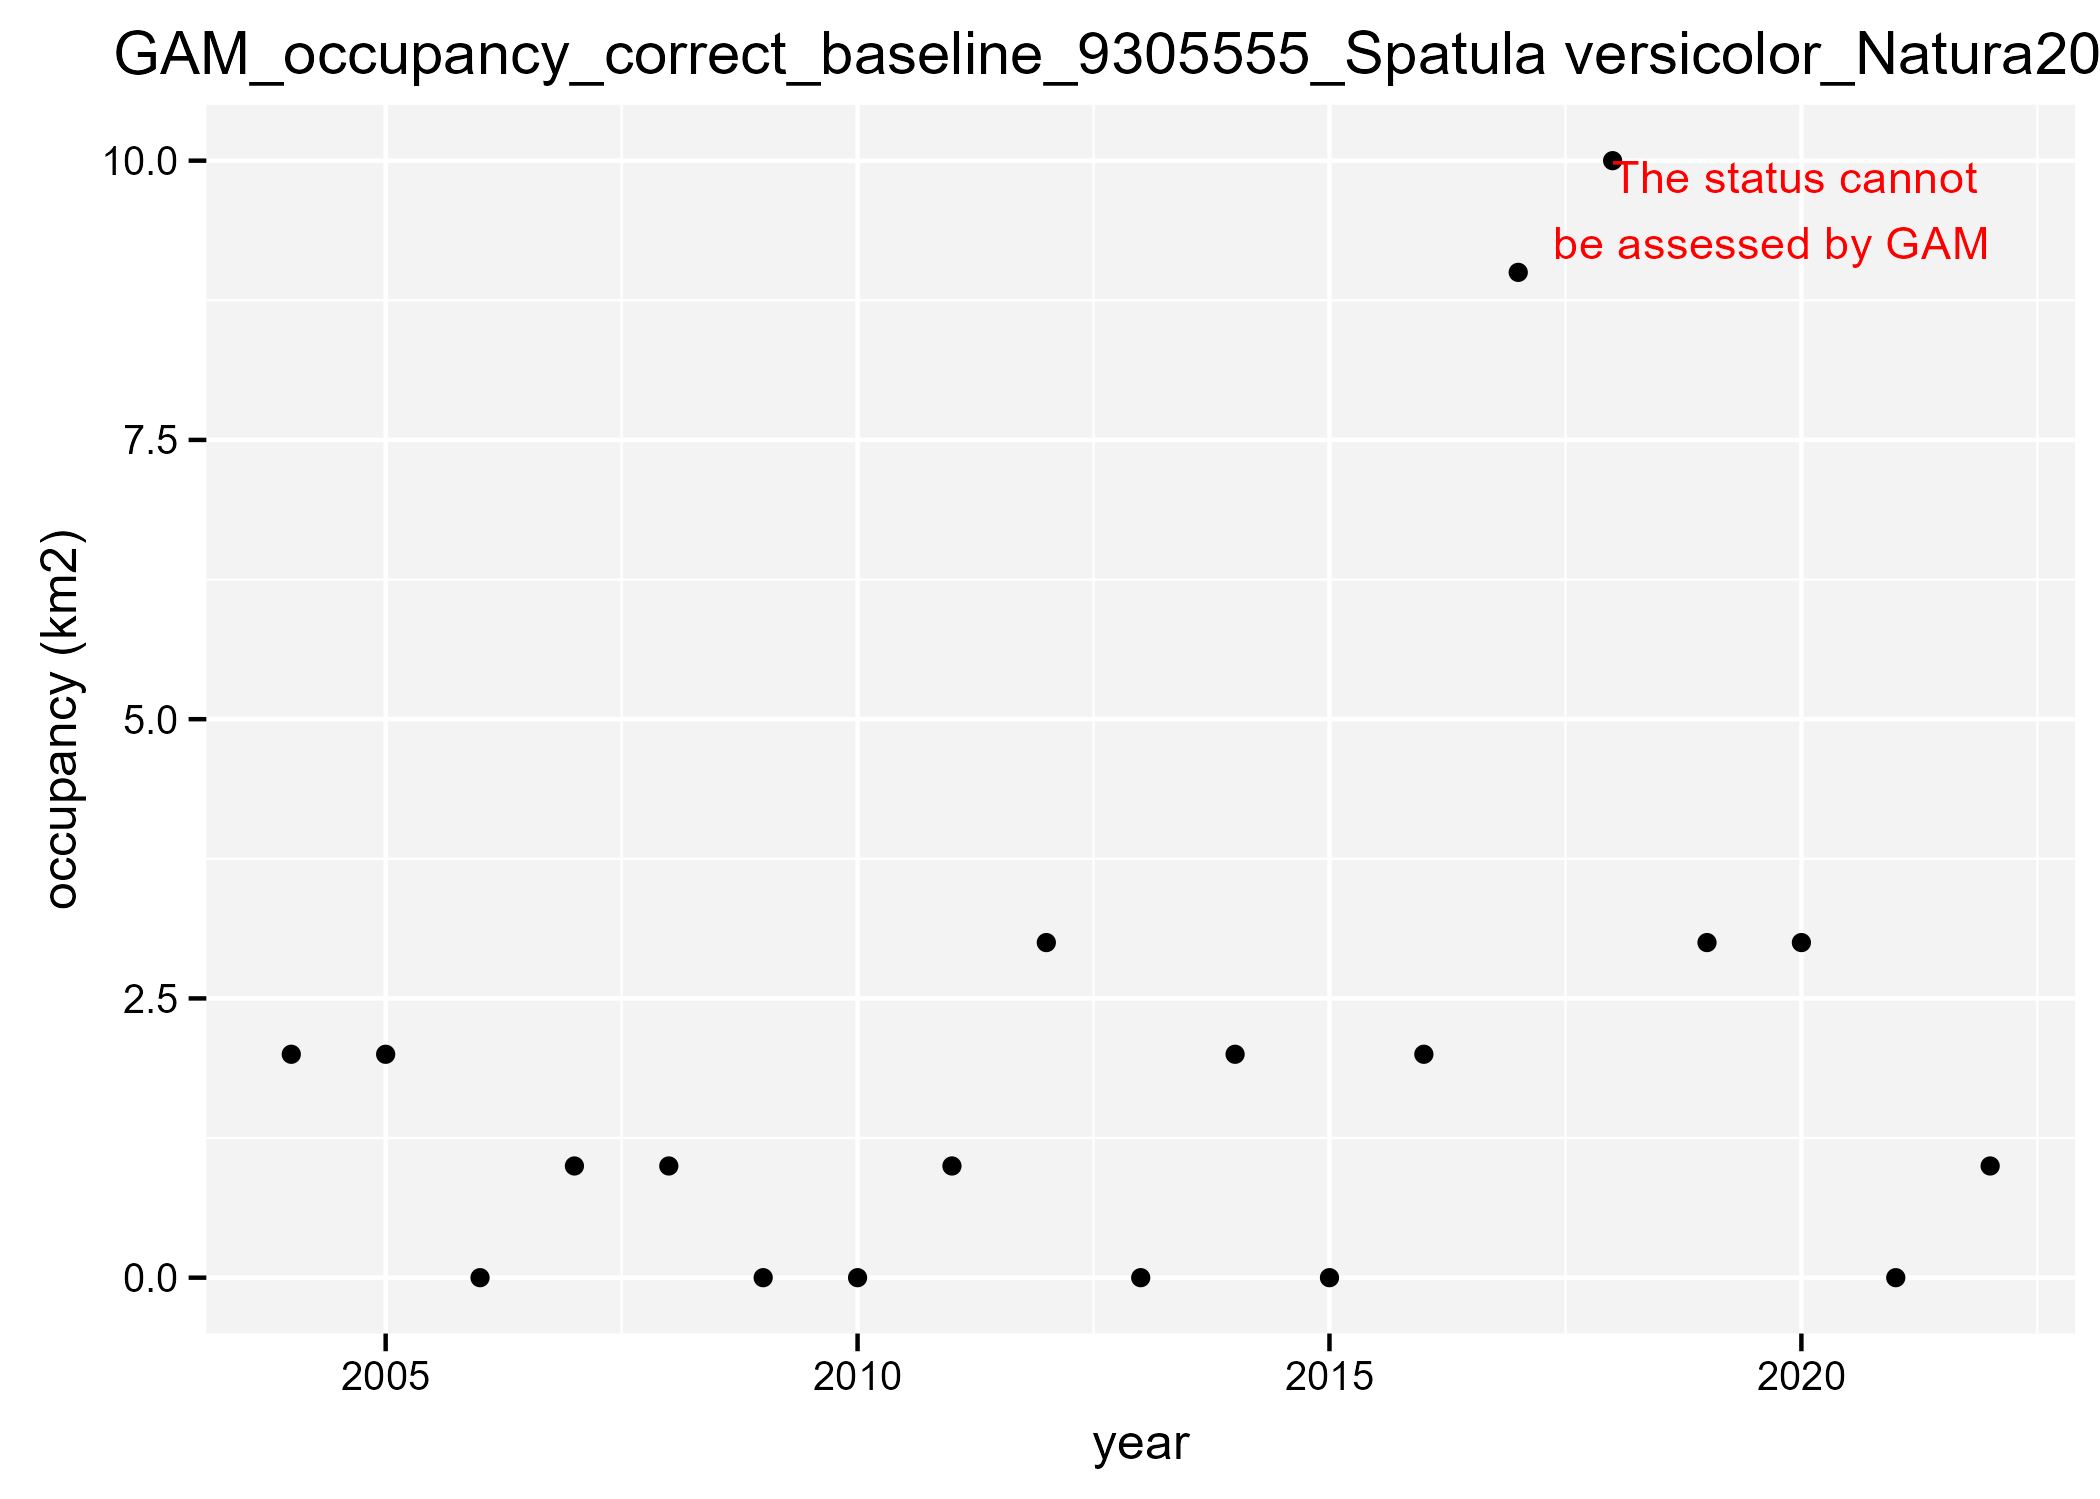 GAM_occupancy_correct_baseline_9305555_Spatula versicolor_Natura20
10.0
The status cannot
be assessed by GAM
7.5
occupancy (km2)
5.0
2.5
0.0
2005 2010 2015 2020
year